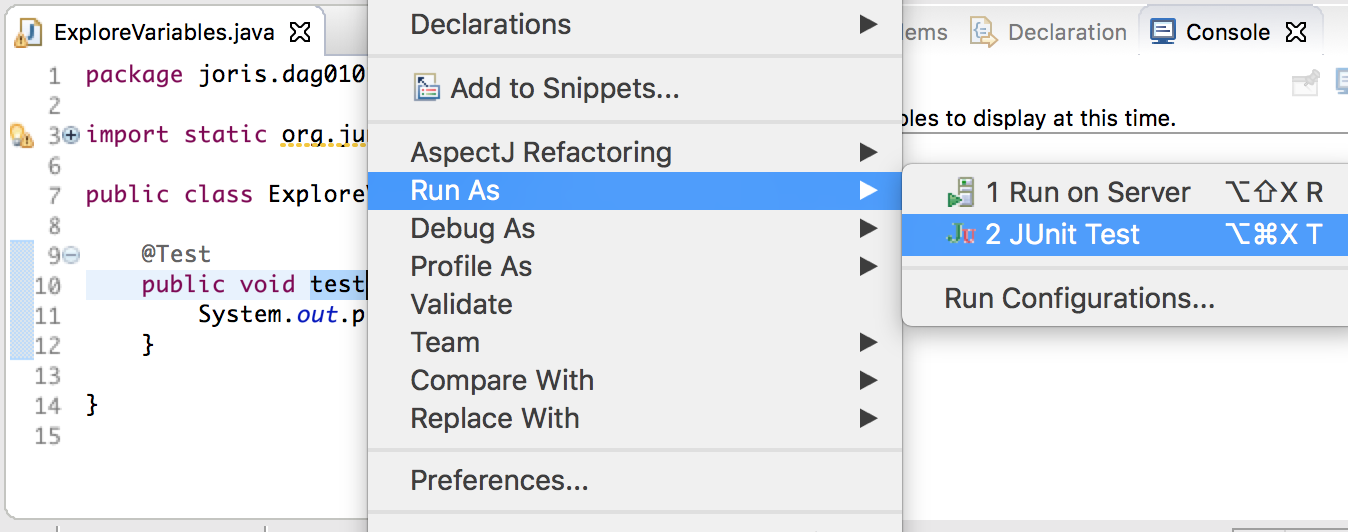 ExploreVariables.java
1 package joris.dag010
2
3 import static org.ju
6
7 public class Explore
8
9 @Test
10 public void test
11 System.out.p
12 }
13
14 }
15
Declarations
Add to Snippets...
AspectJ Refactoring
Run As
Debug As
Profile As
Validate
Team
Compare With
Replace With
Preferences...
Declaration
Console
to display at this time.
1 Run on Server ⌥⇧X R
2 JUnit Test ⌥⌘X T
Run Configurations...